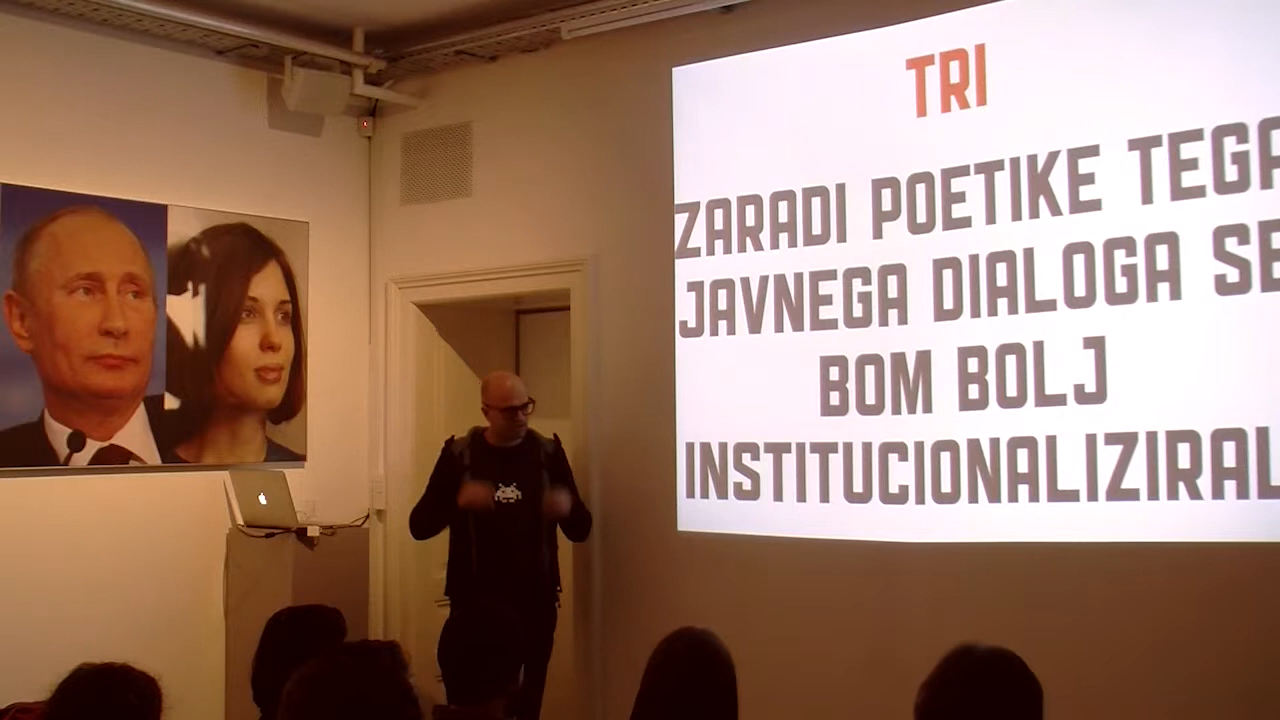 TRI
ZARADI POETIKE TEGA
JAVNEGA DIALOGA SE
BOM BOLJ
INSTITUCIONALIZIRAL